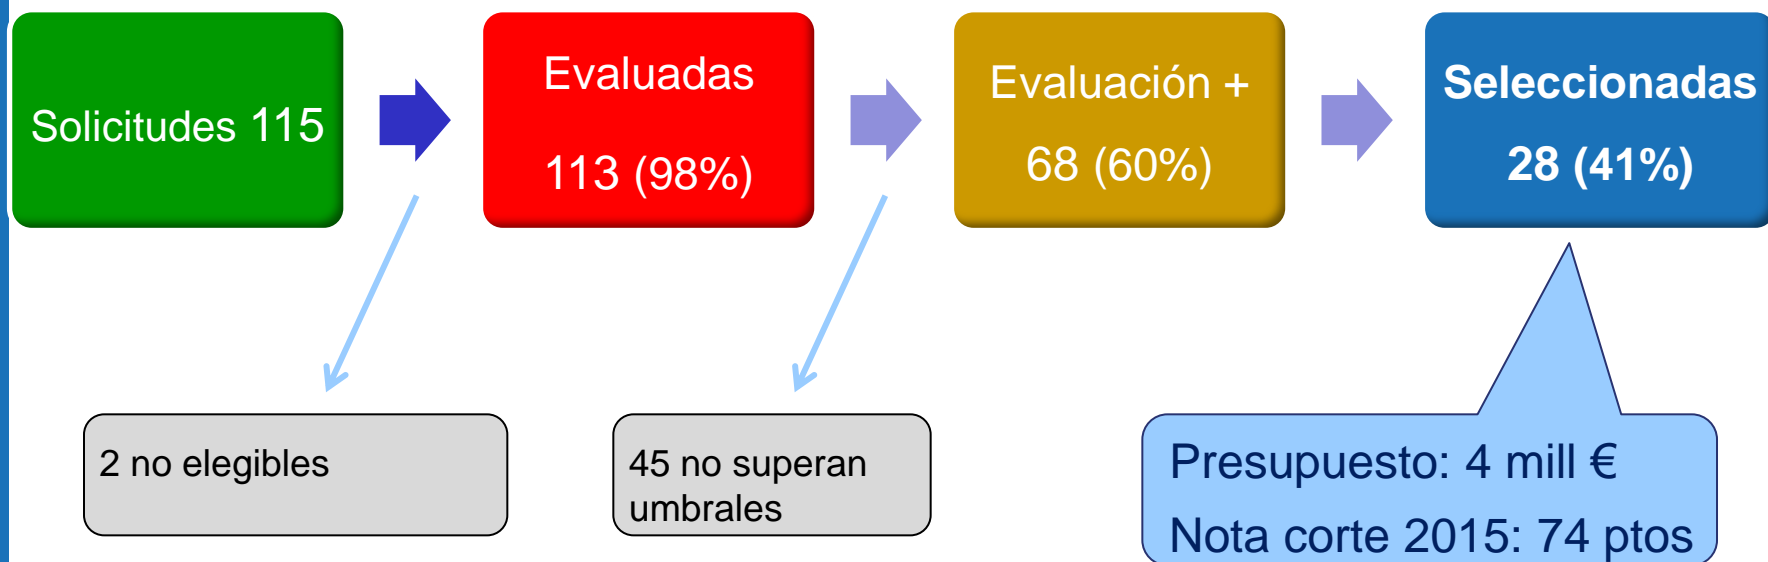 Solicitudes 115
Evaluadas
113 (98%)
Evaluación +
68 (60%)
Seleccionadas
28 (41%)
2 no elegibles
45 no superan
umbrales
Presupuesto: 4 mill €
Nota corte 2015: 74 ptos